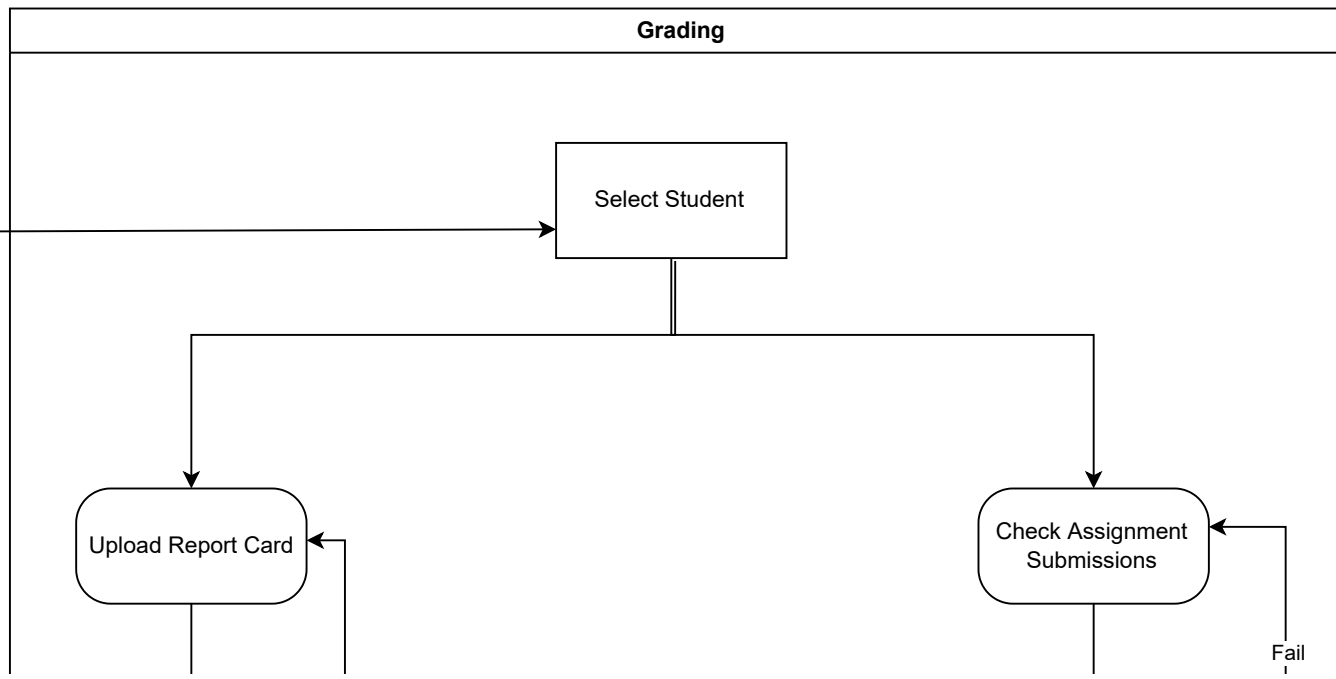 Grading
Select Student
Upload Report Card
Check Assignment
Submissions
Fail